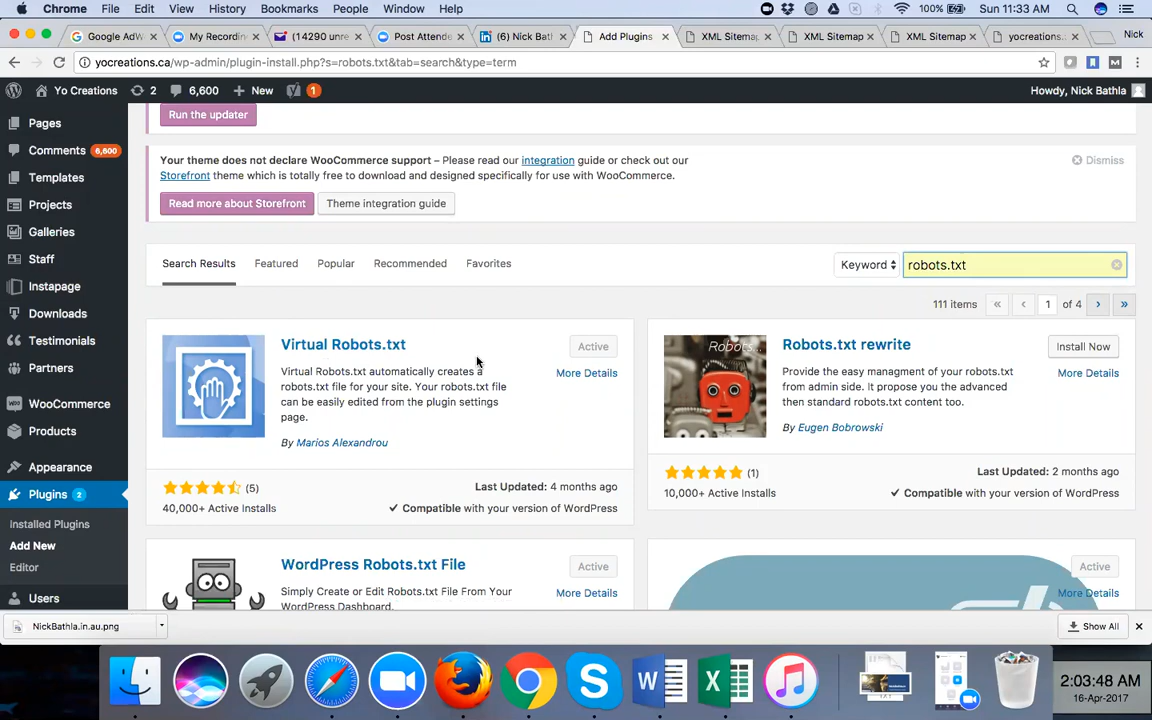 Chrome File Edit View History Bookmarks People Window Help 100% Sun 11:33 AM
Google AdW × My Recording × (14290 unre × Post Attende × (6) Nick Bath × Add Plugins × XML Sitemap × XML Sitemap × XML Sitemap × yocreations.c × Nick
yocreations.ca/wp-admin/plugin-install.php?s=robots.txt&tab=search&type=term
Yo Creations 2 6,600 + New 1 Howdy, Nick Bathla
Pages
Comments 6,600
Templates
Projects
Galleries
Staff
Instapage
Downloads
Testimonials
Partners
WooCommerce
Products
Appearance
Plugins 2
Installed Plugins
Add New
Editor
Users
Run the updater
Your theme does not declare WooCommerce support – Please read our integration guide or check out our
Storefront theme which is totally free to download and designed specifically for use with WooCommerce.
Dismiss
Read more about Storefront Theme integration guide
Search Results Featured Popular Recommended Favorites Keyword robots.txt
111 items « ‹ 1 of 4 › »
Virtual Robots.txt
Active
More Details
Virtual Robots.txt automatically creates a
robots.txt file for your site. Your robots.txt file
can be easily edited from the plugin settings
page.
By Marios Alexandrou
(5)
40,000+ Active Installs
Last Updated: 4 months ago
✓ Compatible with your version of WordPress
Robots...
Robots.txt rewrite
Install Now
More Details
Provide the easy managment of your robots.txt
from admin side. It propose you the advanced
then standard robots.txt content too.
By Eugen Bobrowski
(1)
10,000+ Active Installs
Last Updated: 2 months ago
✓ Compatible with your version of WordPress
WordPress Robots.txt File
Active
More Details
Simply Create or Edit Robots.txt File From Your
WordPress Dashboard.
Active
More Details
NickBathla.in.au.png
Show All
2:03:48 AM
16-Apr-2017